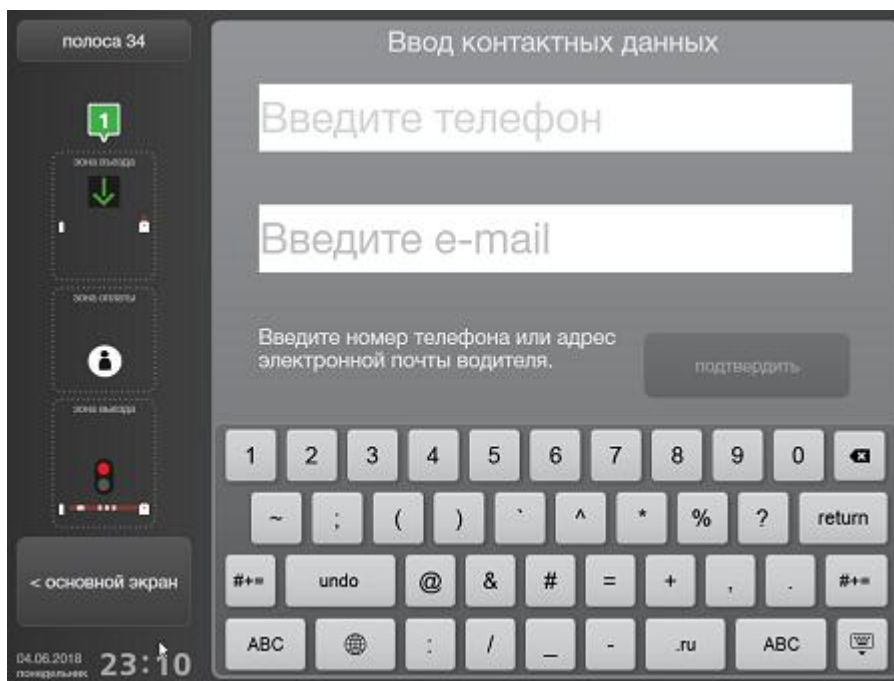 полоса 34
1
зона въезда
зона оплаты
зона выезда
< основной экран
04.06.2018
понедельник
23:10
Ввод контактных данных
Введите телефон
Введите e-mail
Введите номер телефона или адрес
электронной почты водителя.
подтвердить
1 2 3 4 5 6 7 8 9 0
~ ; ( ) ` ^ * % ? return
#+= undo @ & # = + , . #+=
ABC : / _ - .ru ABC